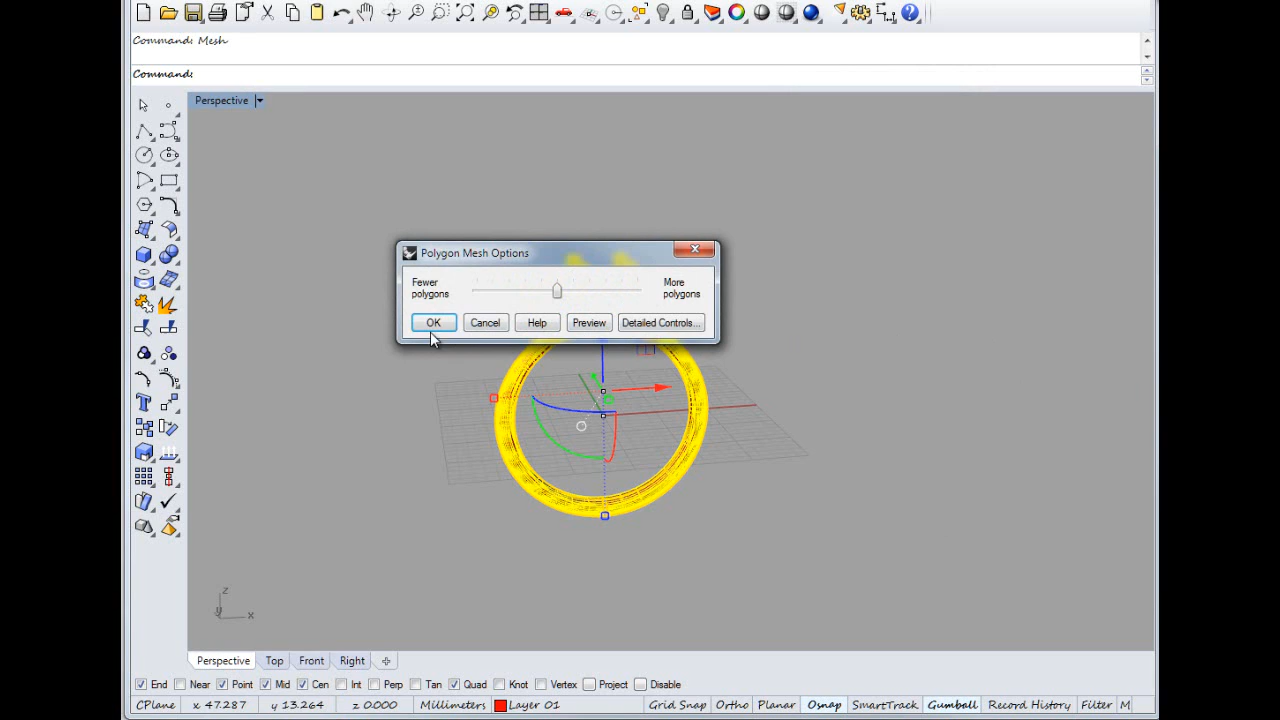 Command: Mesh
Command:
Perspective
Polygon Mesh Options
Fewer polygons
More polygons
OK Cancel Help Preview Detailed Controls...
z
y x
Perspective Top Front Right
End Near Point Mid Cen Int Perp Tan Quad Knot Vertex Project Disable
CPlane x 47.287 y 13.264 z 0.000 Millimeters Layer 01 Grid Snap Ortho Planar Osnap SmartTrack Gumball Record History Filter M